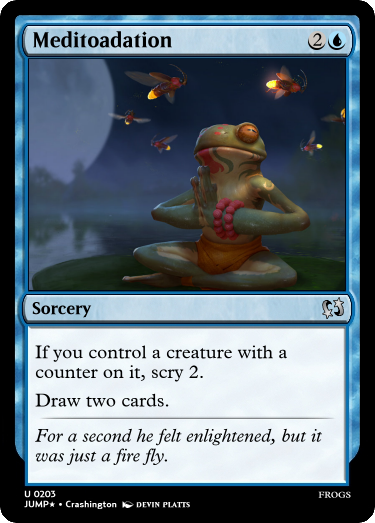 Meditoadation 2
Sorcery
If you control a creature with a
counter on it, scry 2.
Draw two cards.
For a second he felt enlightened, but it
was just a fire fly.
U 0203
FROGS
JUMP★ • Crashington DEVIN PLATTS